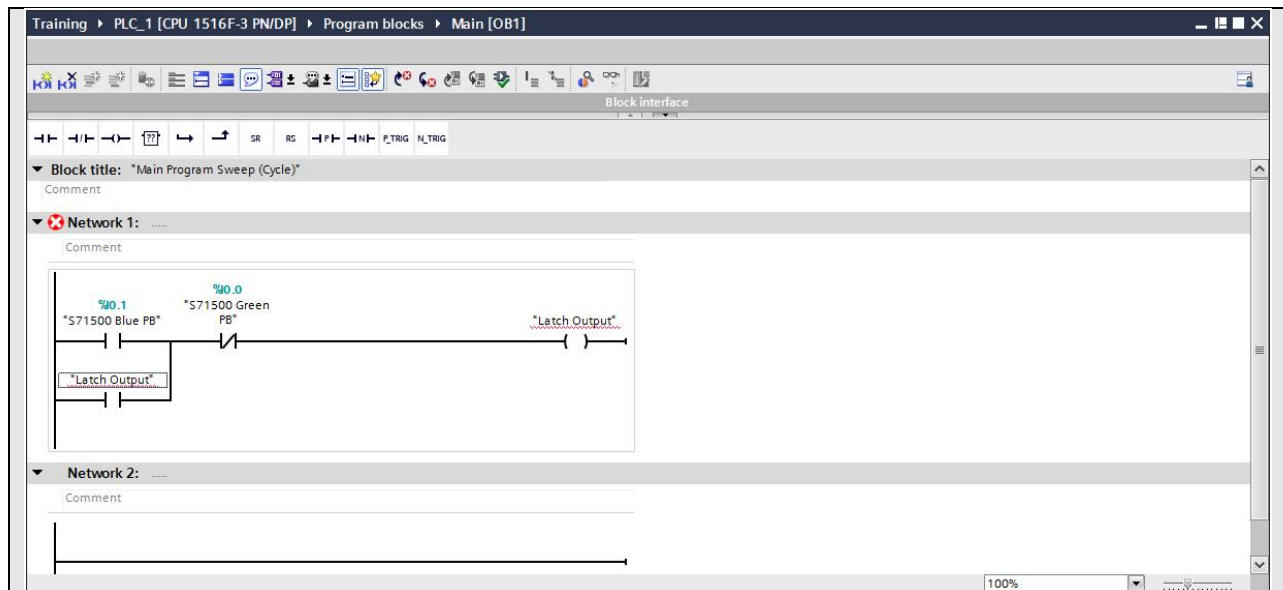 Training ▸ PLC_1 [CPU 1516F-3 PN/DP] ▸ Program blocks ▸ Main [OB1]
Block interface
?? SR RS P P_TRIG N N_TRIG
Block title: "Main Program Sweep (Cycle)"
Comment
Network 1: .....
Comment
%I0.0
%I0.1 "S71500 Green
"S71500 Blue PB" PB" "Latch Output"
"Latch Output"
Network 2: .....
Comment
100%